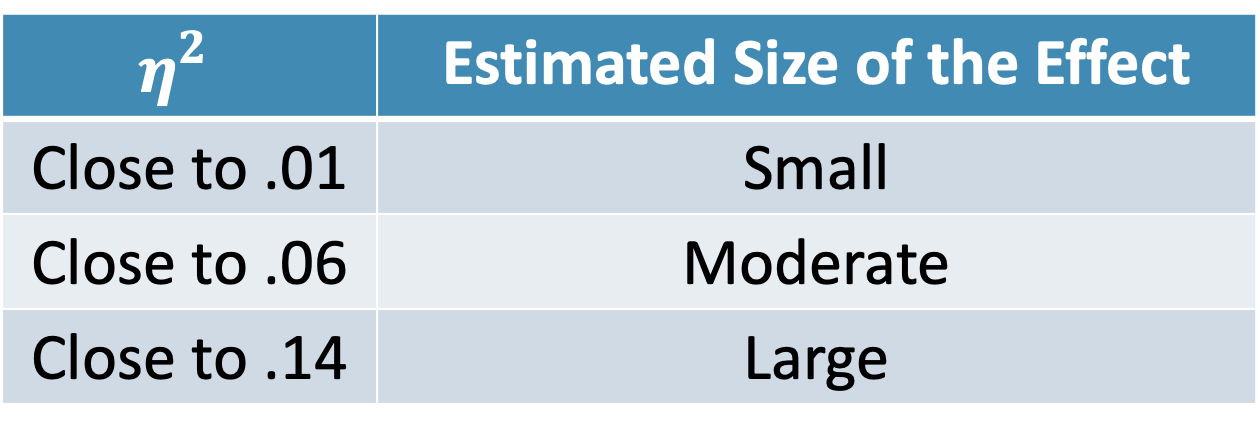 η² Estimated Size of the Effect
Close to .01 Small
Close to .06 Moderate
Close to .14 Large